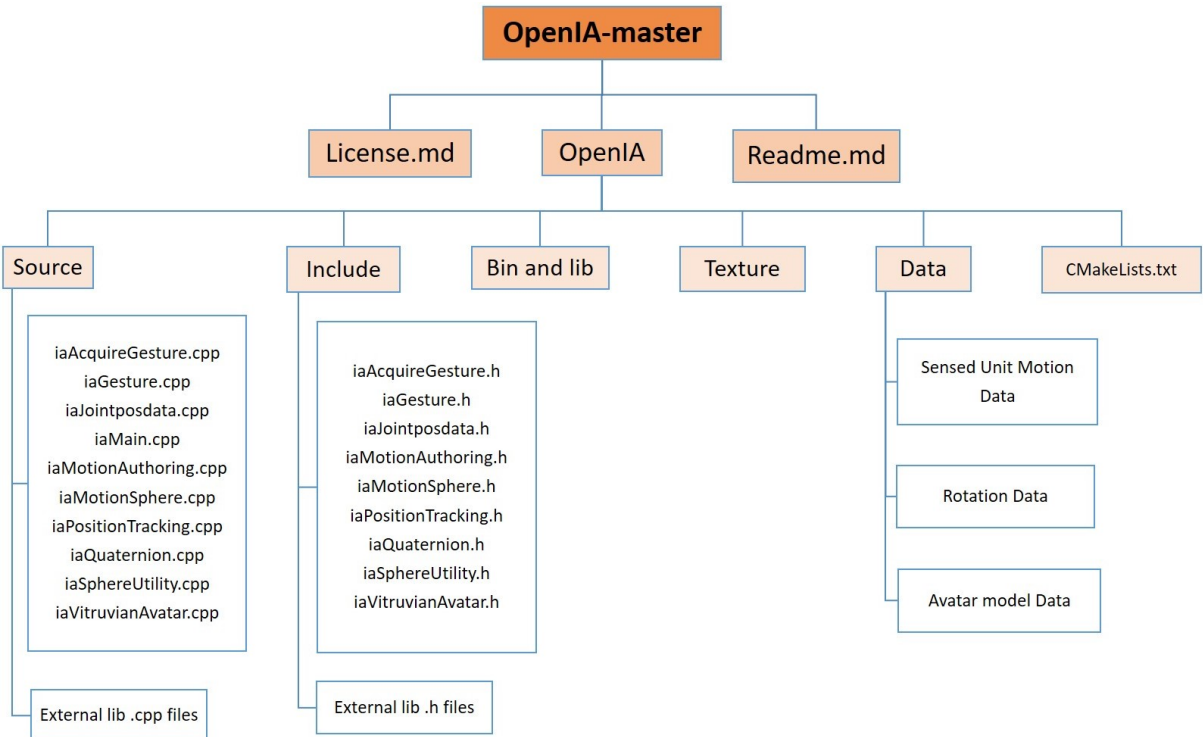 OpenIA-master
License.md
OpenIA
Readme.md
Source
Include
Bin and lib
Texture
Data
CMakeLists.txt
iaAcquireGesture.cpp
iaGesture.cpp
iaJointposdata.cpp
iaMain.cpp
iaMotionAuthoring.cpp
iaMotionSphere.cpp
iaPositionTracking.cpp
iaQuaternion.cpp
iaSphereUtility.cpp
iaVitruvianAvatar.cpp
External lib .cpp files
iaAcquireGesture.h
iaGesture.h
iaJointposdata.h
iaMotionAuthoring.h
iaMotionSphere.h
iaPositionTracking.h
iaQuaternion.h
iaSphereUtility.h
iaVitruvianAvatar.h
External lib .h files
Sensed Unit Motion
Data
Rotation Data
Avatar model Data